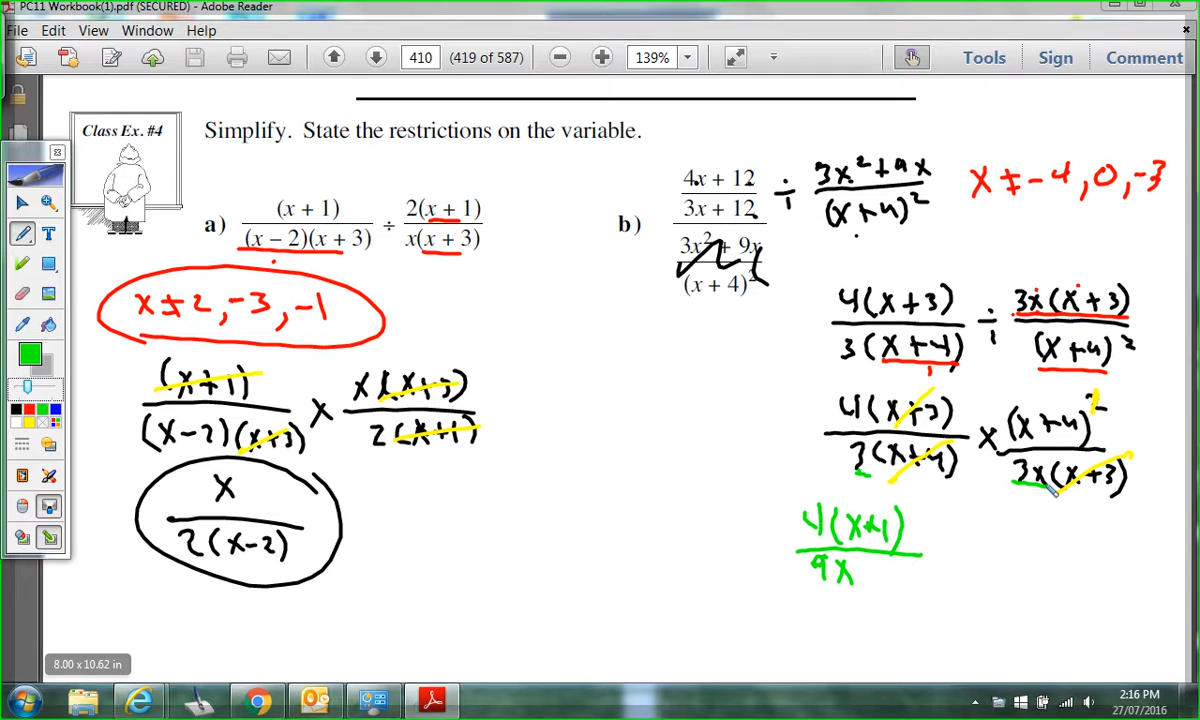 PC11 Workbook(1).pdf (SECURED) - Adobe Reader
File Edit View Window Help
410 (419 of 587) 139% Tools Sign Comment
Class Ex. #4
Simplify. State the restrictions on the variable.
a) (x + 1) / (x − 2)(x + 3) ÷ 2(x + 1) / x(x + 3)
x ≠ 2, -3, -1
(x+1) / (x-2)(x+3) × x(x+3) / 2(x+1)
x / 2(x-2)
b) 4x + 12 / 3x + 12
3x² + 9x / (x + 4)²
÷ 3x²+9x / (x+4)²
x ≠ -4, 0, -3
4(x+3) / 3(x+4) ÷ 3x(x+3) / (x+4)²
4(x+3) / 3(x+4) × (x+4)² / 3x(x+3)
4(x+1) / 9x
8.00 x 10.62 in
2:16 PM
27/07/2016